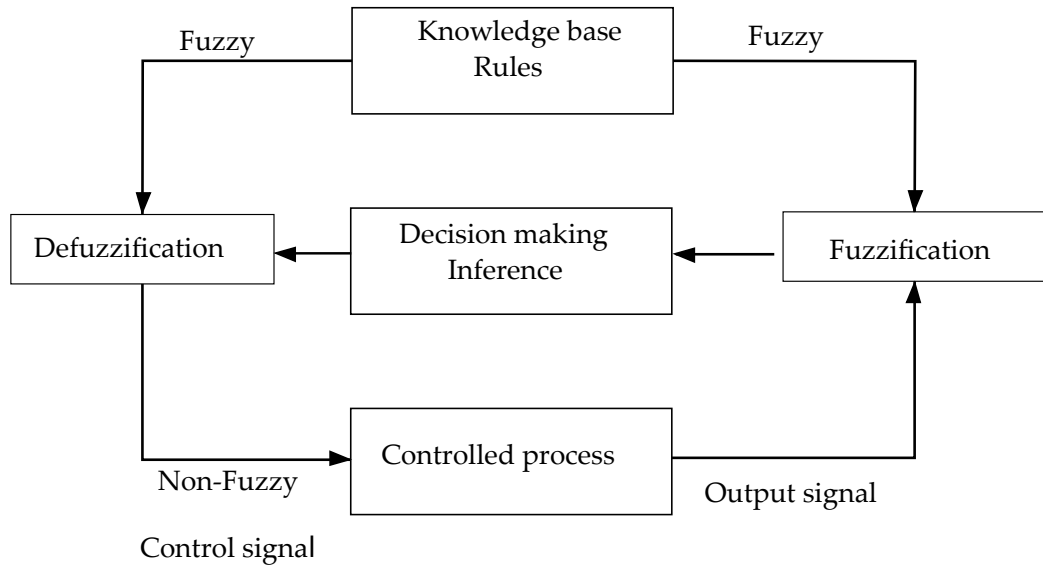 Fuzzy
Knowledge base
Rules
Fuzzy
Defuzzification
Decision making
Inference
Fuzzification
Controlled process
Non-Fuzzy
Output signal
Control signal